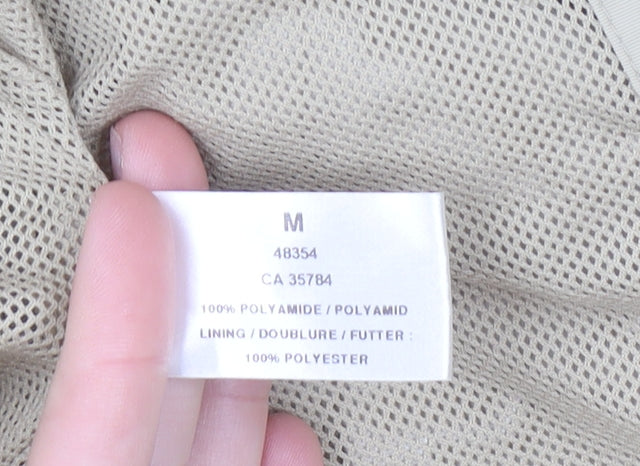 M
48354
CA 35784
100% POLYAMIDE / POLYAMID
LINING / DOUBLURE / FUTTER :
100% POLYESTER